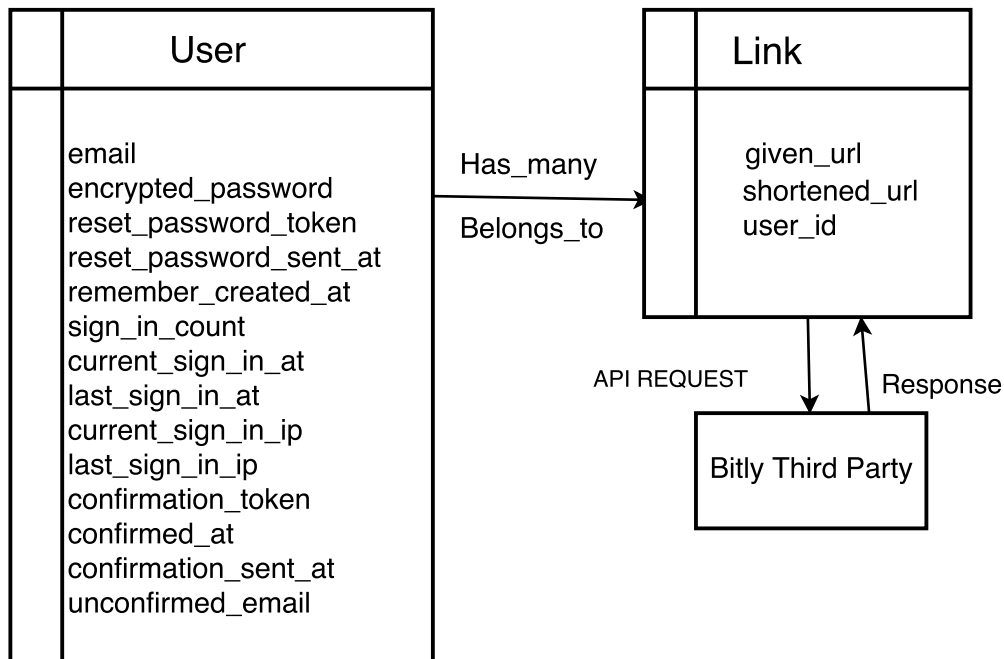 User
email
encrypted_password
reset_password_token
reset_password_sent_at
remember_created_at
sign_in_count
current_sign_in_at
last_sign_in_at
current_sign_in_ip
last_sign_in_ip
confirmation_token
confirmed_at
confirmation_sent_at
unconfirmed_email
Has_many
Belongs_to
Link
given_url
shortened_url
user_id
API REQUEST
Response
Bitly Third Party